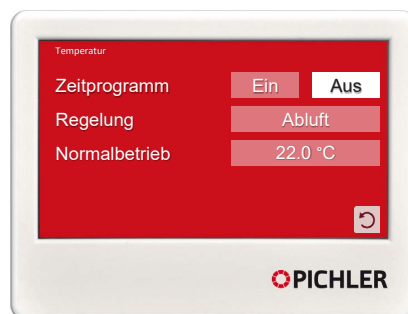 Temperatur
Zeitprogramm Ein Aus
Regelung Abluft
Normalbetrieb 22.0 °C
PICHLER